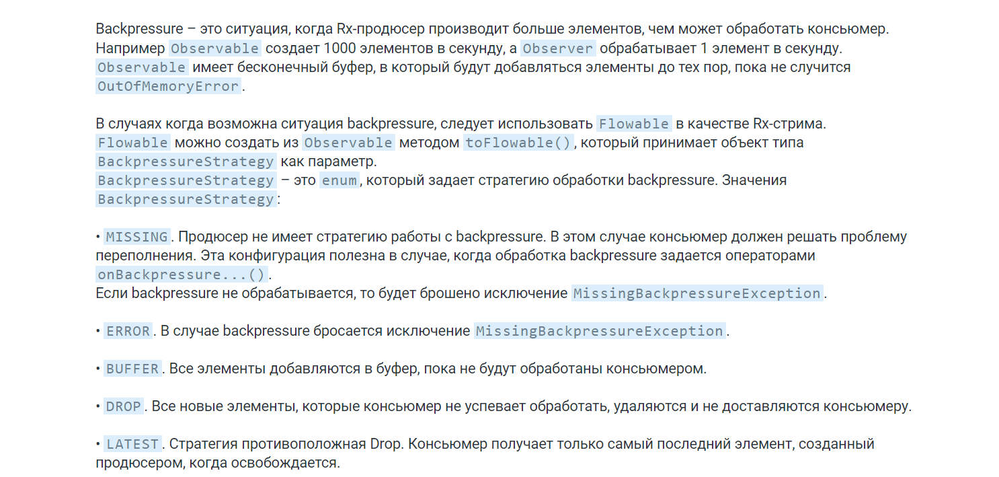 Backpressure – это ситуация, когда Rx-продюсер производит больше элементов, чем может обработать консьюмер.
Например Observable создает 1000 элементов в секунду, а Observer обрабатывает 1 элемент в секунду.
Observable имеет бесконечный буфер, в который будут добавляться элементы до тех пор, пока не случится
OutOfMemoryError.
В случаях когда возможна ситуация backpressure, следует использовать Flowable в качестве Rx-стрима.
Flowable можно создать из Observable методом toFlowable(), который принимает объект типа
BackpressureStrategy как параметр.
BackpressureStrategy – это enum, который задает стратегию обработки backpressure. Значения
BackpressureStrategy:
• MISSING. Продюсер не имеет стратегию работы с backpressure. В этом случае консьюмер должен решать проблему
переполнения. Эта конфигурация полезна в случае, когда обработка backpressure задается операторами
onBackpressure...().
Если backpressure не обрабатывается, то будет брошено исключение MissingBackpressureException.
• ERROR. В случае backpressure бросается исключение MissingBackpressureException.
• BUFFER. Все элементы добавляются в буфер, пока не будут обработаны консьюмером.
• DROP. Все новые элементы, которые консьюмер не успевает обработать, удаляются и не доставляются консьюмеру.
• LATEST. Стратегия противоположная Drop. Консьюмер получает только самый последний элемент, созданный
продюсером, когда освобождается.